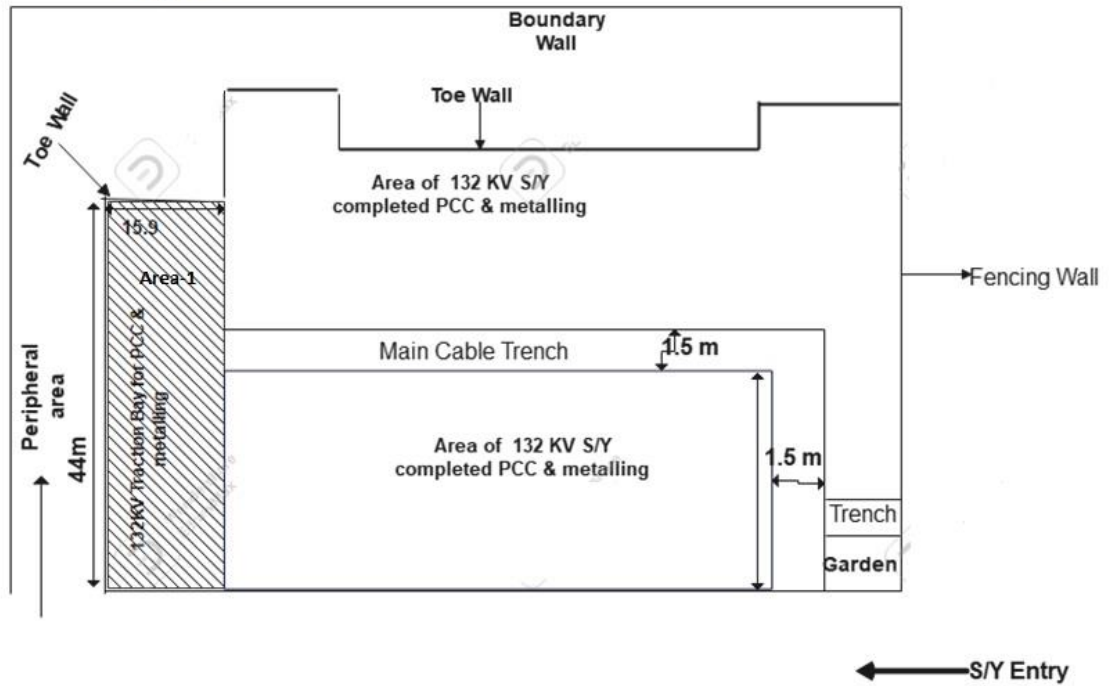 Boundary
Wall
Toe Wall
Toe Wall
Area of 132 KV S/Y
completed PCC & metalling
15.9
Area-1
Fencing Wall
132KV Traction Bay for PCC &
metalling
Peripheral
area
44m
Main Cable Trench
1.5 m
Area of 132 KV S/Y
completed PCC & metalling
1.5 m
Trench
Garden
S/Y Entry